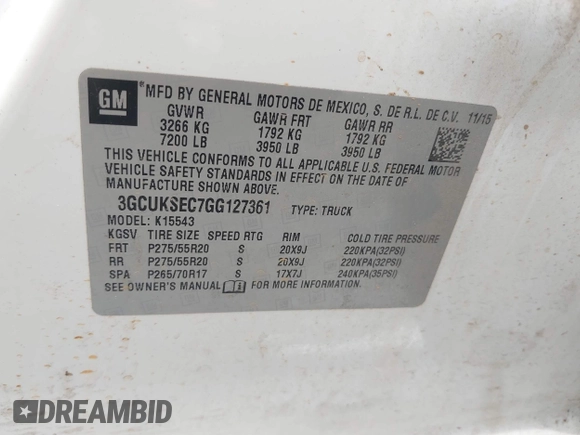 GM ® MFD BY GENERAL MOTORS DE MEXICO, S. DE R.L. DE C.V. 11/15
GVWR GAWR FRT GAWR RR
3266 KG 1792 KG 1792 KG
7200 LB 3950 LB 3950 LB
THIS VEHICLE CONFORMS TO ALL APPLICABLE U.S. FEDERAL MOTOR
VEHICLE SAFETY STANDARDS IN EFFECT ON THE DATE OF
MANUFACTURE SHOWN ABOVE.
3GCUKSEC7GG127361 TYPE: TRUCK
MODEL: K15543
KGSV TIRE SIZE SPEED RTG RIM COLD TIRE PRESSURE
FRT P275/55R20 S 20X9J 220KPA(32PSI)
RR P275/55R20 S 20X9J 220KPA(32PSI)
SPA P265/70R17 S 17X7J 240KPA(35PSI)
SEE OWNER'S MANUAL FOR MORE INFORMATION.
DREAMBID